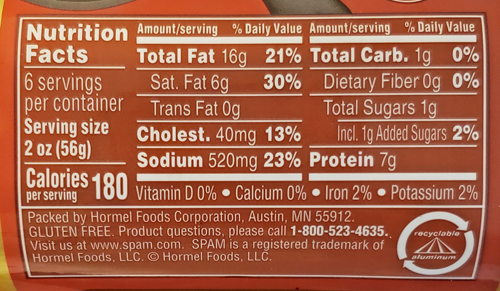 Nutrition Facts
6 servings
per container
Serving size
2 oz (56g)
Calories per serving 180
Amount/serving % Daily Value
Total Fat 16g 21%
Sat. Fat 6g 30%
Trans Fat 0g
Cholest. 40mg 13%
Sodium 520mg 23%
Amount/serving % Daily Value
Total Carb. 1g 0%
Dietary Fiber 0g 0%
Total Sugars 1g
Incl. 1g Added Sugars 2%
Protein 7g
Vitamin D 0% • Calcium 0% • Iron 2% • Potassium 2%
Packed by Hormel Foods Corporation, Austin, MN 55912.
GLUTEN FREE. Product questions, please call 1-800-523-4635.
Visit us at www.spam.com. SPAM is a registered trademark of
Hormel Foods, LLC. © Hormel Foods, LLC.
recyclable
aluminum